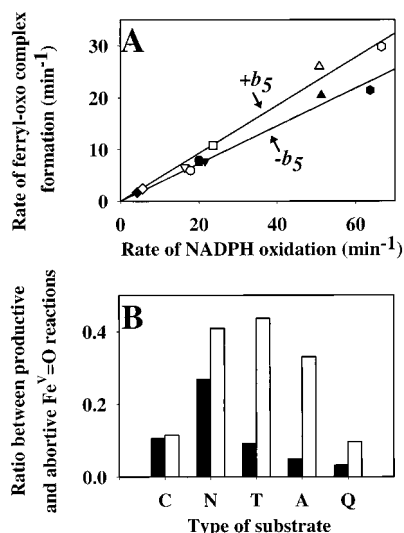 A
Rate of ferryl-oxo complex
formation (min-1)
30
20
10
0
+b5
-b5
0
20
40
60
Rate of NADPH oxidation (min-1)
B
Ratio between productive
and abortive FeV=O reactions
0.4
0.2
0.0
C N T A Q
Type of substrate